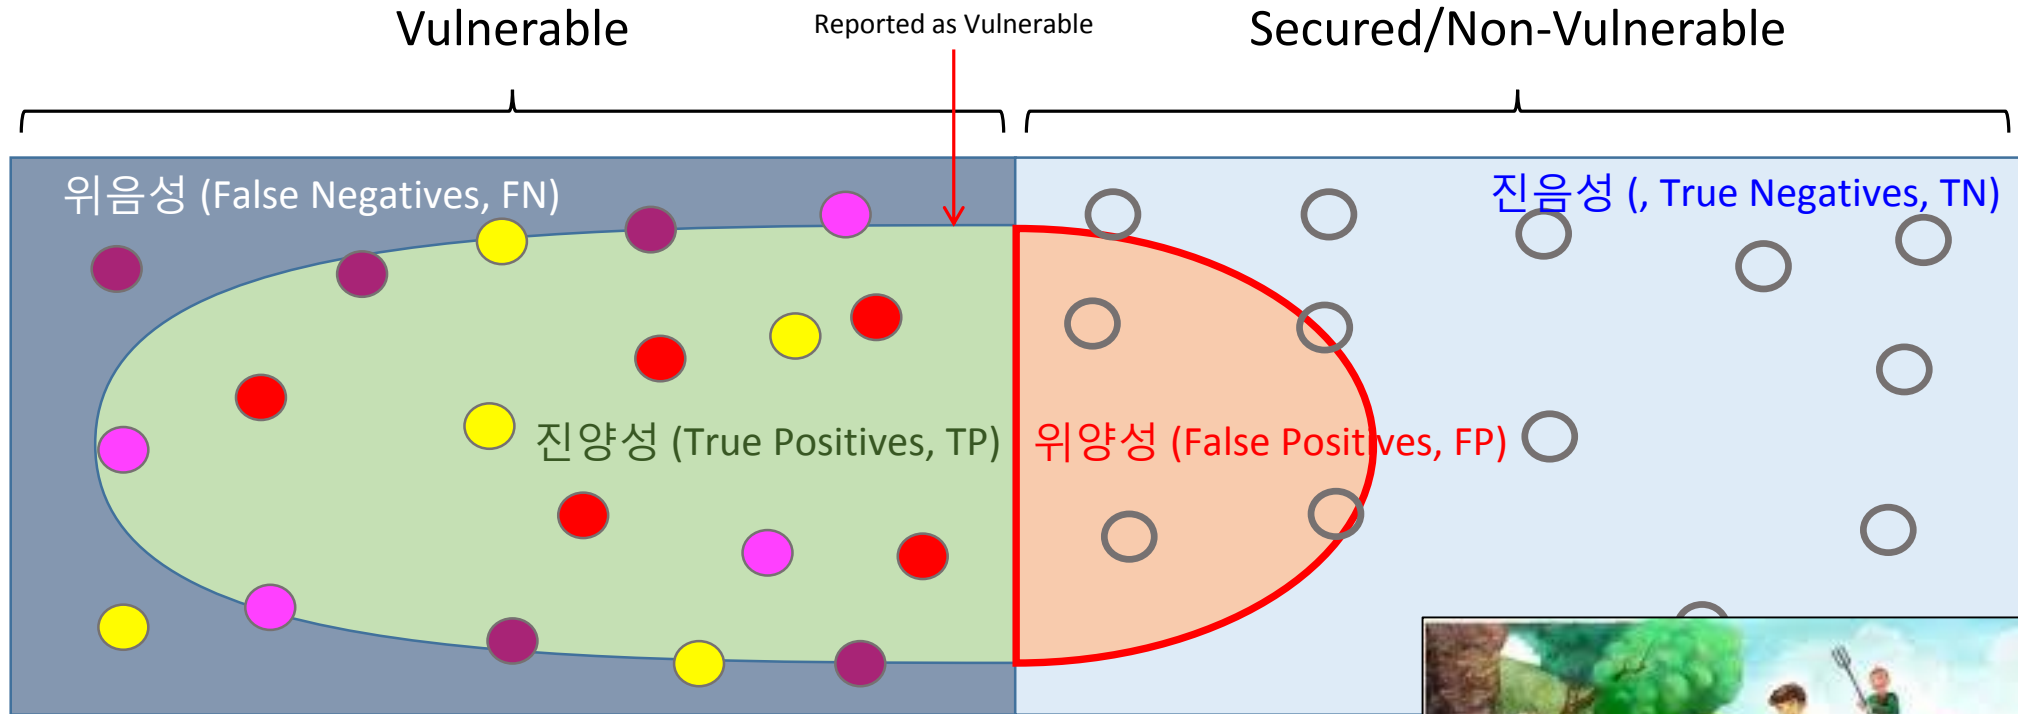 Vulnerable
Reported as Vulnerable
Secured/Non-Vulnerable
위음성 (False Negatives, FN)
진음성 (, True Negatives, TN)
진양성 (True Positives, TP)
위양성 (False Positives, FP)